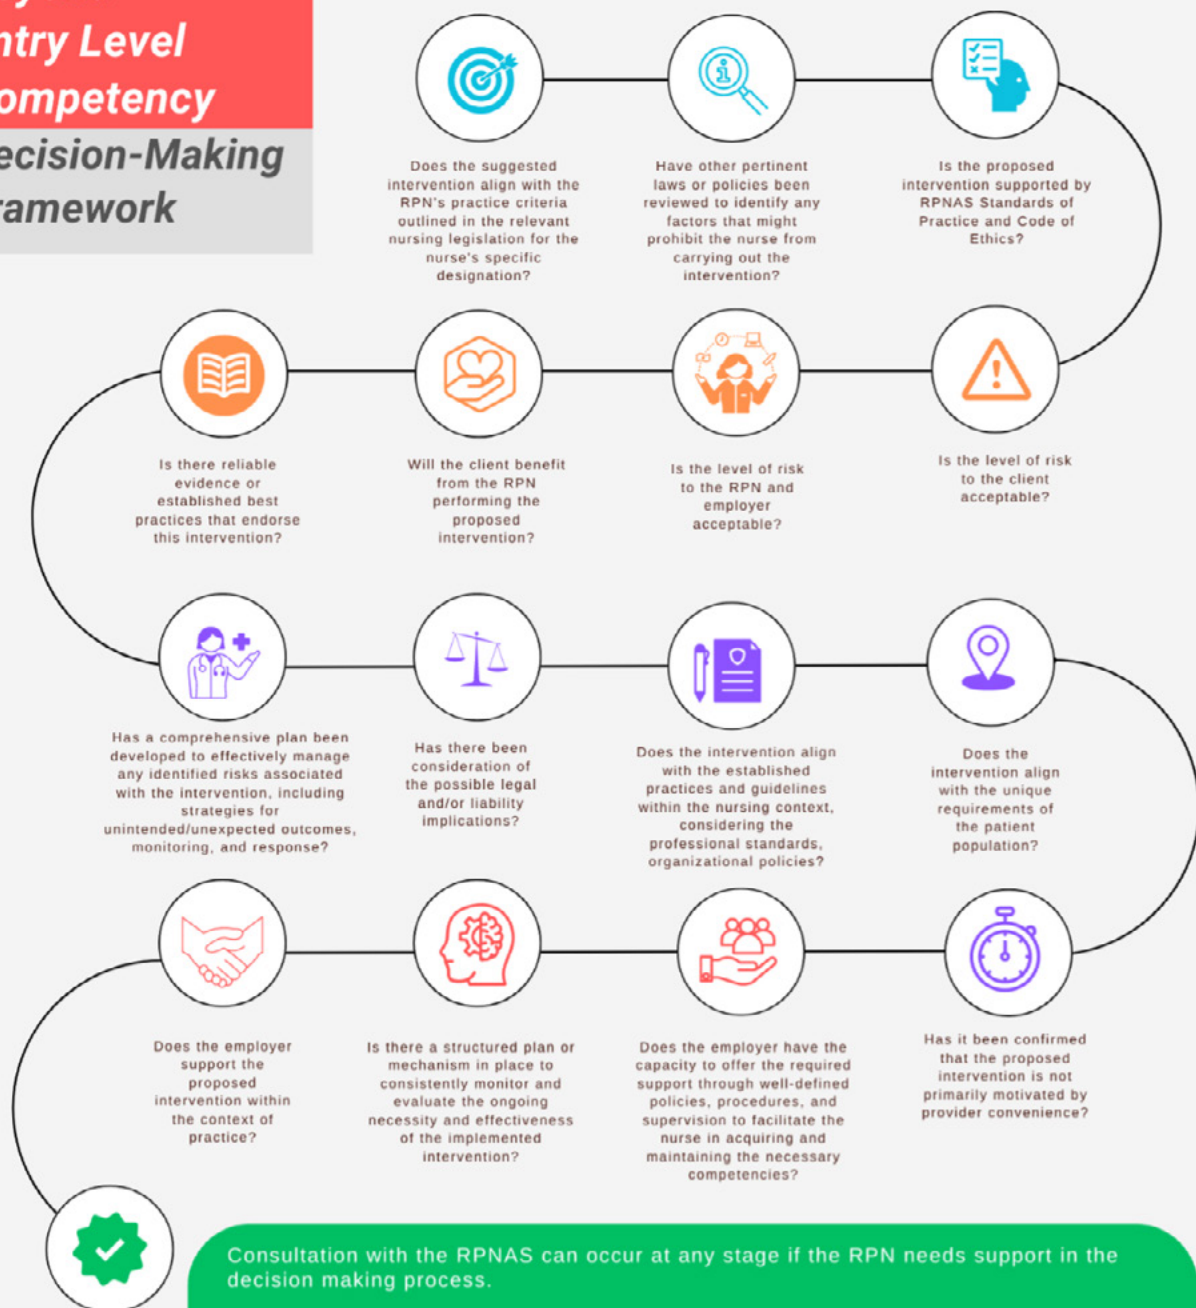 ntry Level
ompetency
ecision-Making
ramework
Does the suggested
intervention align with the
RPN's practice criteria
outlined in the relevant
nursing legislation for the
nurse's specific
designation?
Have other pertinent
laws or policies been
reviewed to identify any
factors that might
prohibit the nurse from
carrying out the
intervention?
Is the proposed
intervention supported by
RPNAS Standards of
Practice and Code of
Ethics?
Is the level of risk
to the client
acceptable?
Is the level of risk
to the RPN and
employer
acceptable?
Will the client benefit
from the RPN
performing the
proposed
intervention?
Is there reliable
evidence or
established best
practices that endorse
this intervention?
Has a comprehensive plan been
developed to effectively manage
any identified risks associated
with the intervention, including
strategies for
unintended/unexpected outcomes,
monitoring, and response?
Has there been
consideration of
the possible legal
and/or liability
implications?
Does the intervention align
with the established
practices and guidelines
within the nursing context,
considering the
professional standards,
organizational policies?
Does the
intervention align
with the unique
requirements of
the patient
population?
Has it been confirmed
that the proposed
intervention is not
primarily motivated by
provider convenience?
Does the employer have the
capacity to offer the required
support through well-defined
policies, procedures, and
supervision to facilitate the
nurse in acquiring and
maintaining the necessary
competencies?
Is there a structured plan or
mechanism in place to
consistently monitor and
evaluate the ongoing
necessity and effectiveness
of the implemented
intervention?
Does the employer
support the
proposed
intervention within
the context of
practice?
Consultation with the RPNAS can occur at any stage if the RPN needs support in the
decision making process.